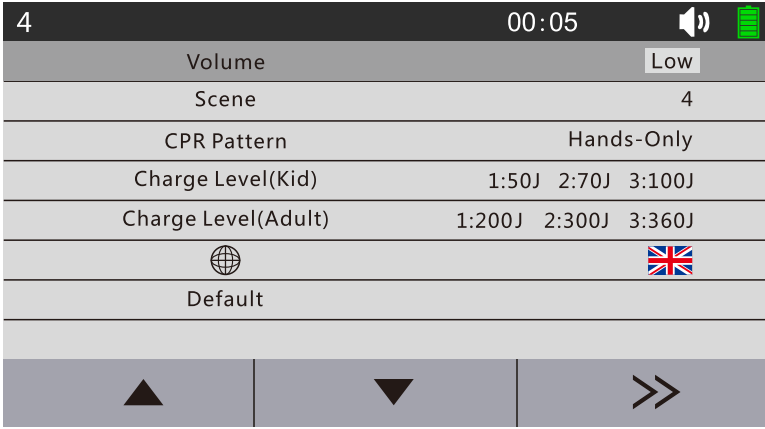 4 00:05
Volume Low
Scene 4
CPR Pattern Hands-Only
Charge Level(Kid) 1:50J 2:70J 3:100J
Charge Level(Adult) 1:200J 2:300J 3:360J
Default